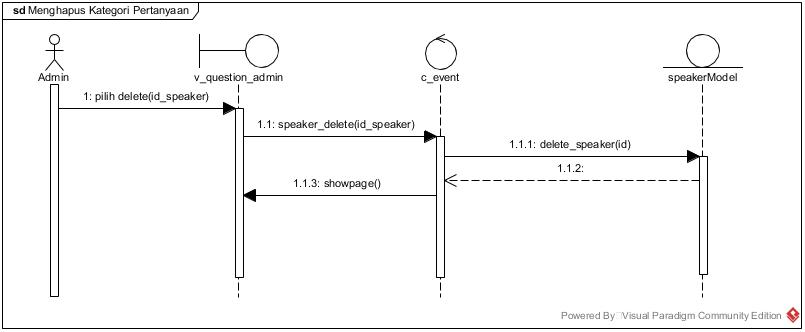 sd Menghapus Kategori Pertanyaan
Admin
v_question_admin
c_event
speakerModel
1: pilih delete(id_speaker)
1.1: speaker_delete(id_speaker)
1.1.1: delete_speaker(id)
1.1.2:
1.1.3: showpage()
Powered By Visual Paradigm Community Edition